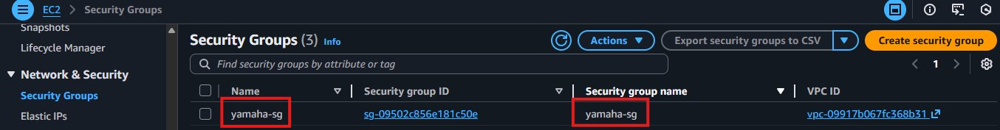 EC2 > Security Groups
Snapshots
Lifecycle Manager
Network & Security
Security Groups
Elastic IPs
Security Groups (3) Info
Actions
Export security groups to CSV
Create security group
Find security groups by attribute or tag
1
Name Security group ID Security group name VPC ID
yamaha-sg sg-09502c856e181c50e yamaha-sg vpc-09917b067fc368b31